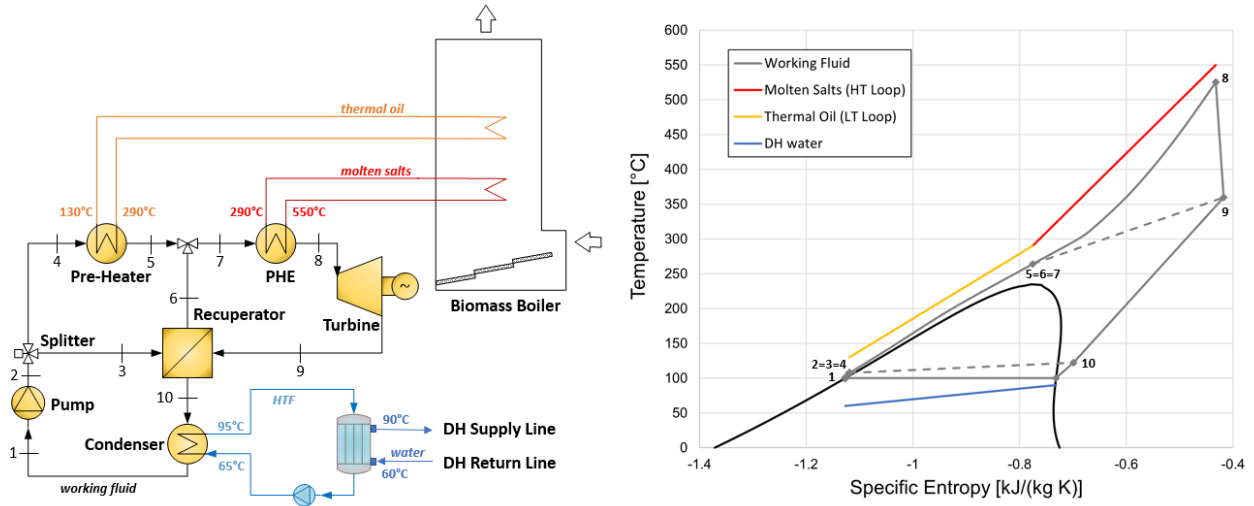 thermal oil
molten salts
130°C
290°C
290°C
550°C
4
5
7
8
Pre-Heater
PHE
6
Turbine
~
Biomass Boiler
Recuperator
Splitter
3
9
2
Pump
10
HTF
Condenser
95°C
90°C
DH Supply Line
65°C
water
DH Return Line
60°C
1
working fluid
Temperature [°C]
600
550
500
450
400
350
300
250
200
150
100
50
0
Working Fluid
Molten Salts (HT Loop)
Thermal Oil (LT Loop)
DH water
8
9
5=6=7
2=3=4
1
10
-1.4
-1.2
-1
-0.8
-0.6
-0.4
-0.2
Specific Entropy [kJ/(kg K)]